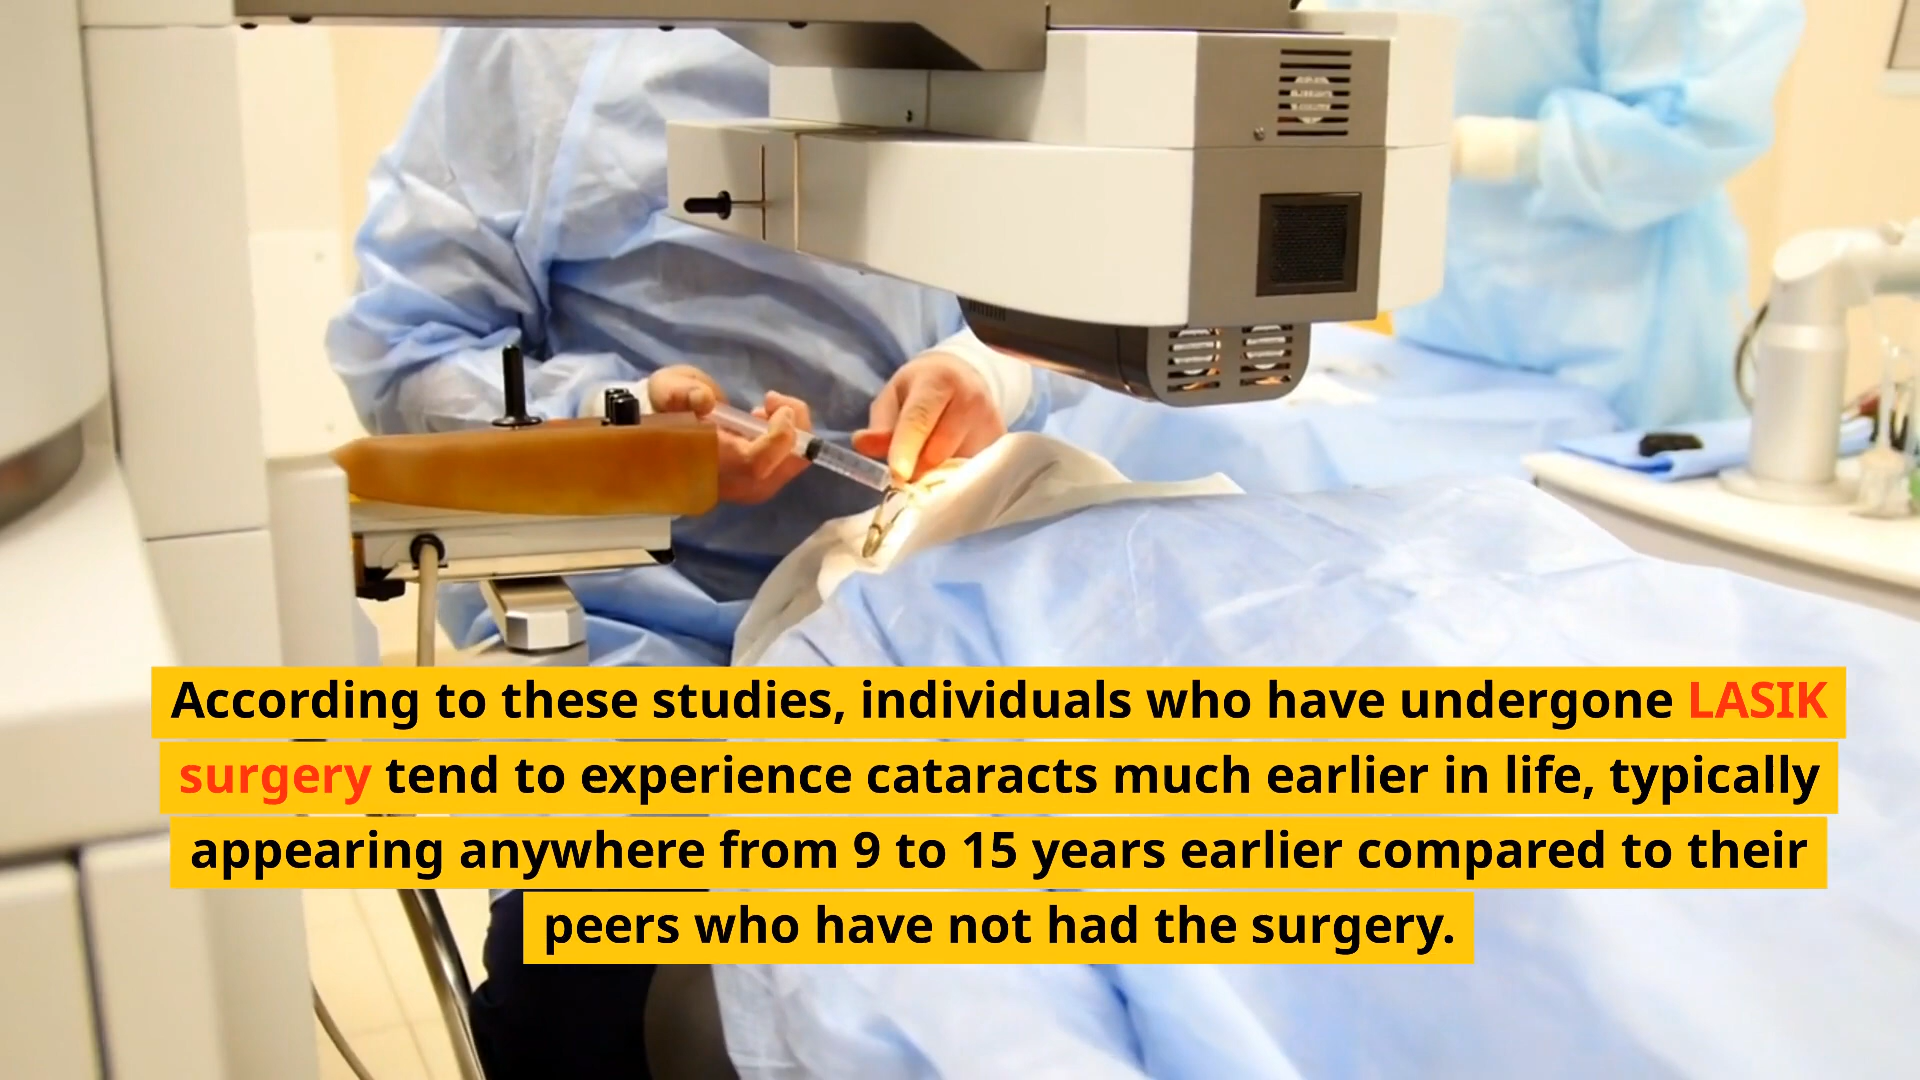 According to these studies, individuals who have undergone LASIK
surgery tend to experience cataracts much earlier in life, typically
appearing anywhere from 9 to 15 years earlier compared to their
peers who have not had the surgery.